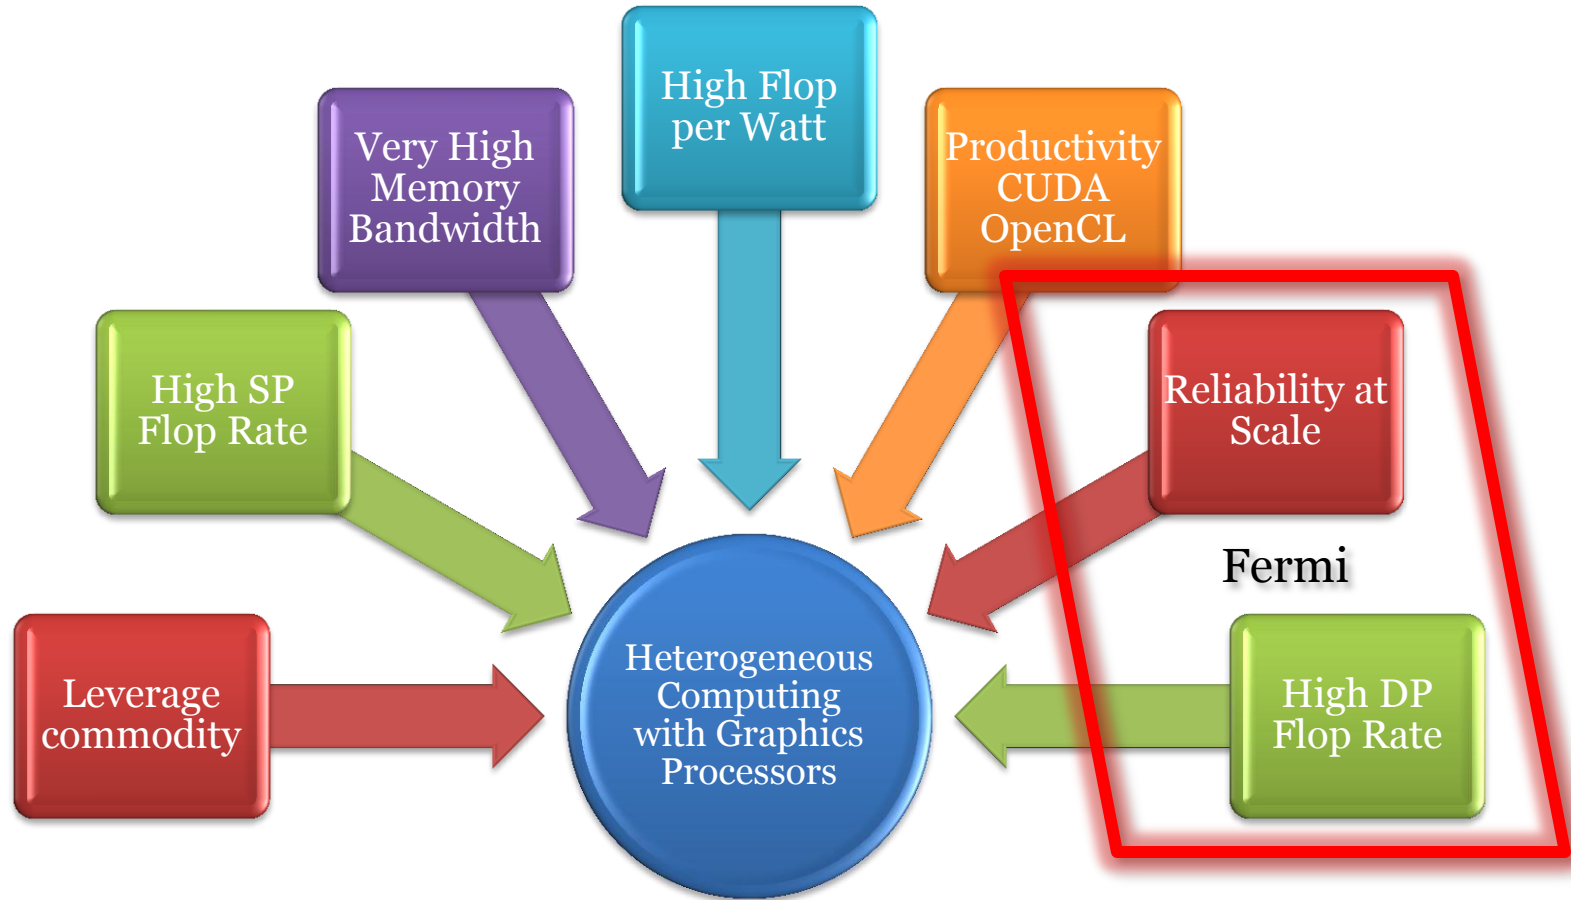 Leverage
commodity
High SP
Flop Rate
Very High
Memory
Bandwidth
High Flop
per Watt
Productivity
CUDA
OpenCL
Reliability at
Scale
Fermi
High DP
Flop Rate
Heterogeneous
Computing
with Graphics
Processors